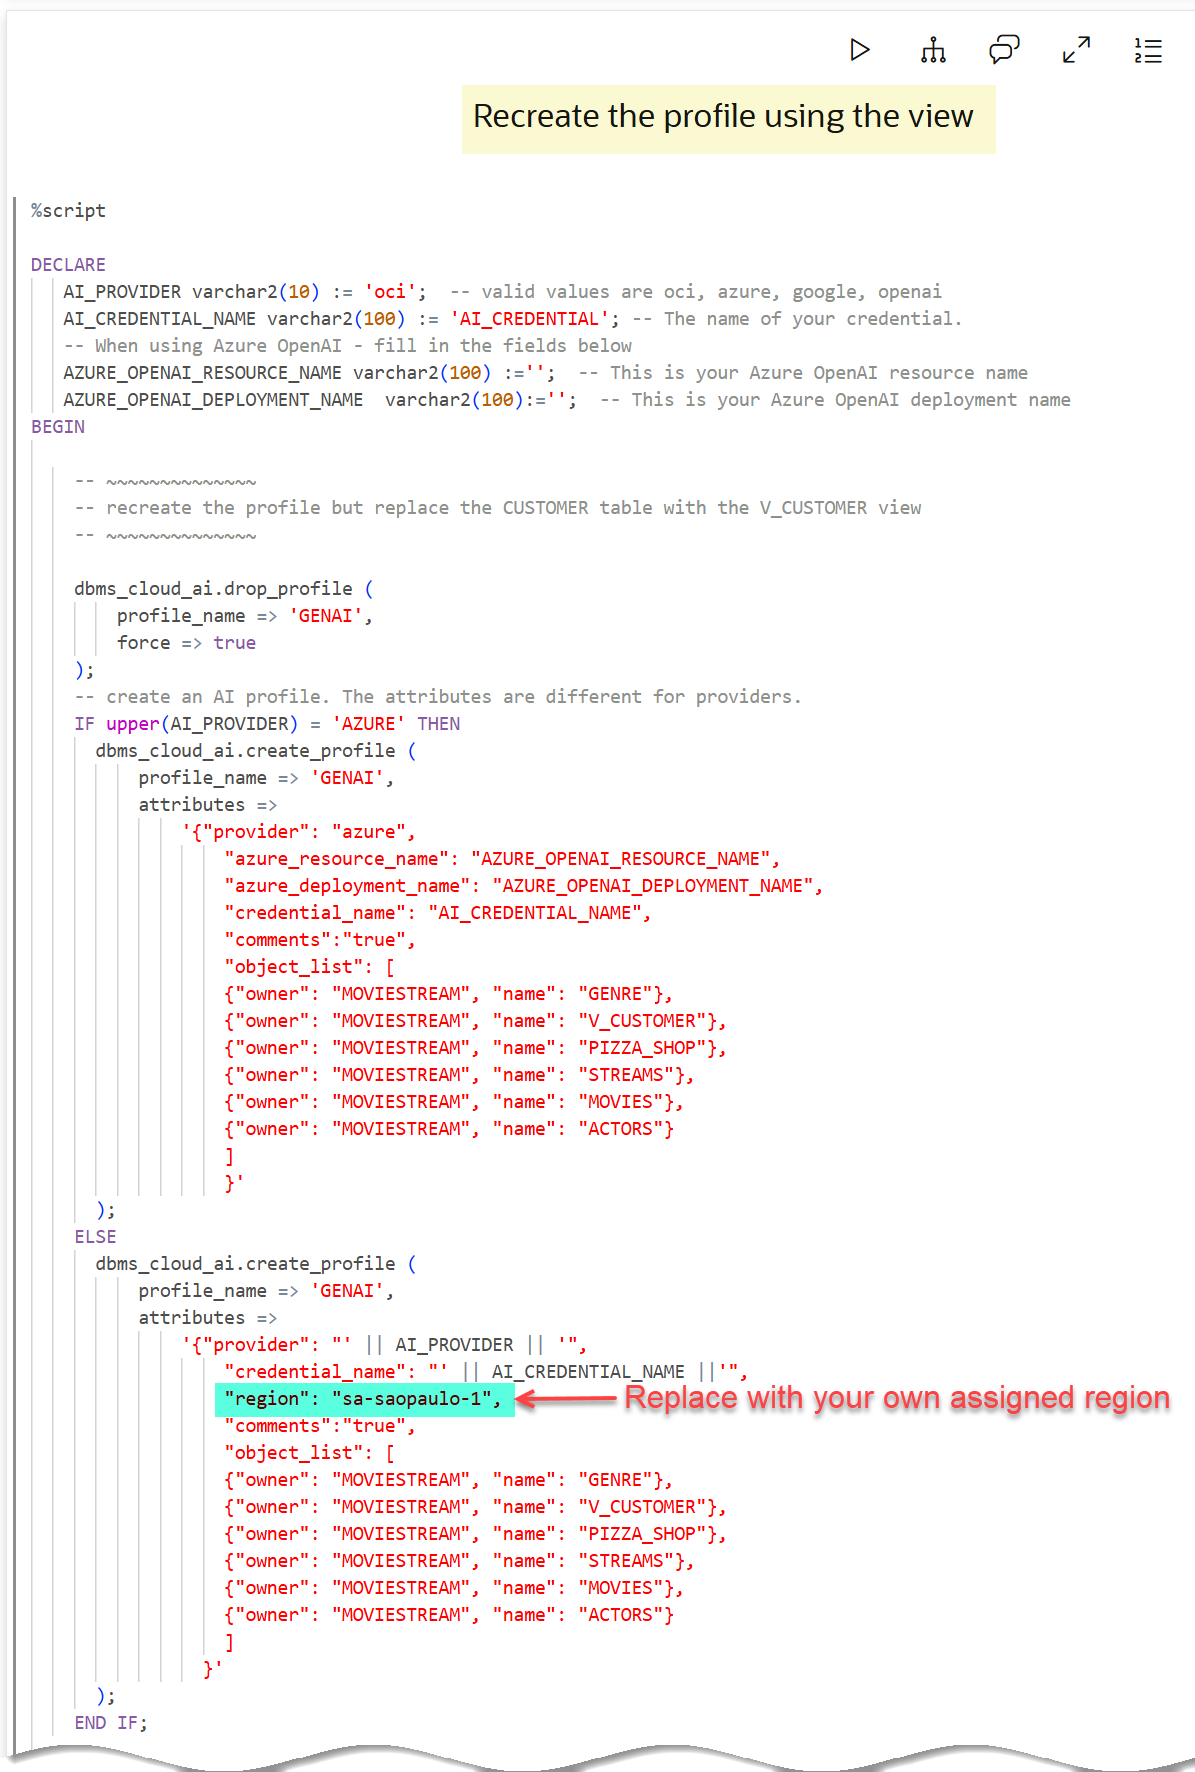 Recreate the profile using the view
%script
DECLARE
AI_PROVIDER varchar2(10) := 'oci';  -- valid values are oci, azure, google, openai
AI_CREDENTIAL_NAME varchar2(100) := 'AI_CREDENTIAL'; -- The name of your credential.
-- When using Azure OpenAI - fill in the fields below
AZURE_OPENAI_RESOURCE_NAME varchar2(100) :='';  -- This is your Azure OpenAI resource name
AZURE_OPENAI_DEPLOYMENT_NAME  varchar2(100):='';  -- This is your Azure OpenAI deployment name
BEGIN
-- ~~~~~~~~~~~~~~
-- recreate the profile but replace the CUSTOMER table with the V_CUSTOMER view
-- ~~~~~~~~~~~~~~
dbms_cloud_ai.drop_profile (
profile_name => 'GENAI',
force => true
);
-- create an AI profile. The attributes are different for providers.
IF upper(AI_PROVIDER) = 'AZURE' THEN
dbms_cloud_ai.create_profile (
profile_name => 'GENAI',
attributes =>
'{"provider": "azure",
"azure_resource_name": "AZURE_OPENAI_RESOURCE_NAME",
"azure_deployment_name": "AZURE_OPENAI_DEPLOYMENT_NAME",
"credential_name": "AI_CREDENTIAL_NAME",
"comments":"true",
"object_list": [
{"owner": "MOVIESTREAM", "name": "GENRE"},
{"owner": "MOVIESTREAM", "name": "V_CUSTOMER"},
{"owner": "MOVIESTREAM", "name": "PIZZA_SHOP"},
{"owner": "MOVIESTREAM", "name": "STREAMS"},
{"owner": "MOVIESTREAM", "name": "MOVIES"},
{"owner": "MOVIESTREAM", "name": "ACTORS"}
]
}'
);
ELSE
dbms_cloud_ai.create_profile (
profile_name => 'GENAI',
attributes =>
'{"provider": "' || AI_PROVIDER || '",
"credential_name": "' || AI_CREDENTIAL_NAME ||'",
"region": "sa-saopaulo-1", Replace with your own assigned region
"comments":"true",
"object_list": [
{"owner": "MOVIESTREAM", "name": "GENRE"},
{"owner": "MOVIESTREAM", "name": "V_CUSTOMER"},
{"owner": "MOVIESTREAM", "name": "PIZZA_SHOP"},
{"owner": "MOVIESTREAM", "name": "STREAMS"},
{"owner": "MOVIESTREAM", "name": "MOVIES"},
{"owner": "MOVIESTREAM", "name": "ACTORS"}
]
}'
);
END IF;